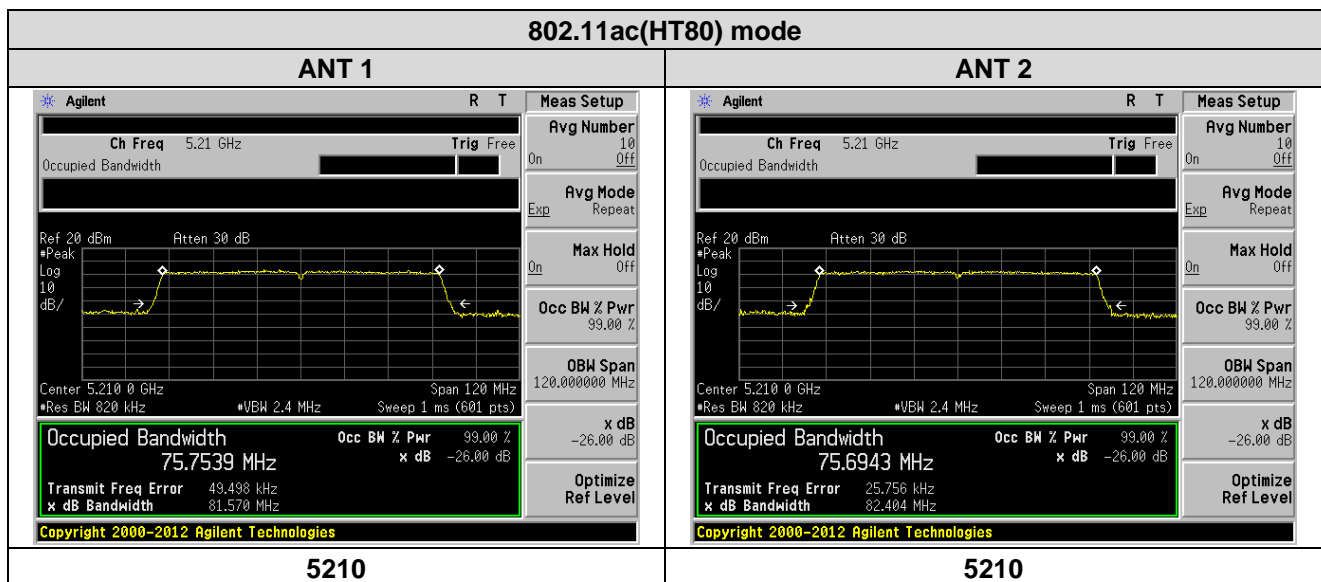 802.11ac(HT80) mode
ANT 1
Agilent R T
Ch Freq 5.21 GHz Trig Free
Occupied Bandwidth
Ref 20 dBm Atten 30 dB
#Peak
Log
10
dB/
Center 5.210 0 GHz Span 120 MHz
#Res BW 820 kHz #VBW 2.4 MHz Sweep 1 ms (601 pts)
Occupied Bandwidth Occ BW % Pwr 99.00 %
75.7539 MHz x dB -26.00 dB
Transmit Freq Error 49.498 kHz
x dB Bandwidth 81.570 MHz
Copyright 2000-2012 Agilent Technologies
Meas Setup
Avg Number
10
On Off
Avg Mode
Exp Repeat
Max Hold
On Off
Occ BW % Pwr
99.00 %
OBW Span
120.000000 MHz
x dB
-26.00 dB
Optimize
Ref Level
5210
ANT 2
Agilent R T
Ch Freq 5.21 GHz Trig Free
Occupied Bandwidth
Ref 20 dBm Atten 30 dB
#Peak
Log
10
dB/
Center 5.210 0 GHz Span 120 MHz
#Res BW 820 kHz #VBW 2.4 MHz Sweep 1 ms (601 pts)
Occupied Bandwidth Occ BW % Pwr 99.00 %
75.6943 MHz x dB -26.00 dB
Transmit Freq Error 25.756 kHz
x dB Bandwidth 82.404 MHz
Copyright 2000-2012 Agilent Technologies
Meas Setup
Avg Number
10
On Off
Avg Mode
Exp Repeat
Max Hold
On Off
Occ BW % Pwr
99.00 %
OBW Span
120.000000 MHz
x dB
-26.00 dB
Optimize
Ref Level
5210